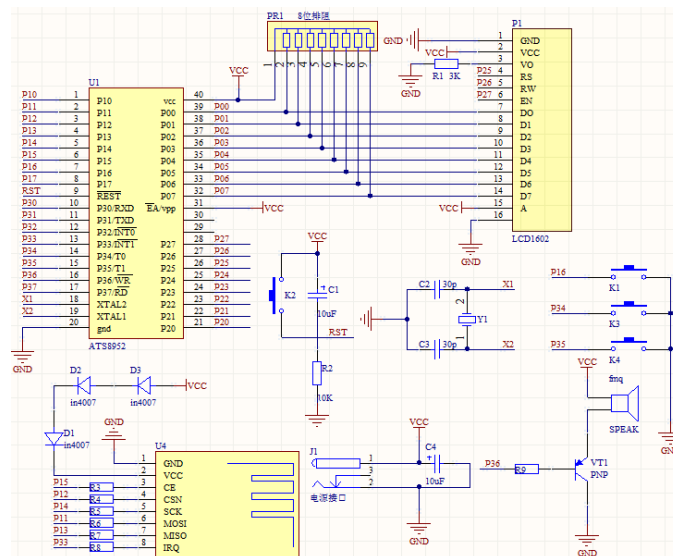 PR1 8位排阻
1 2 3 4 5 6 7 8 9
VCC
U1
P10 1 P10 vcc 40
P11 2 P11 P00 39 P00
P12 3 P12 P01 38 P01
P13 4 P13 P02 37 P02
P14 5 P14 P03 36 P03
P15 6 P15 P04 35 P04
P16 7 P16 P05 34 P05
P17 8 P17 P06 33 P06
RST 9 REST P07 32 P07
P30 10 P30/RXD EA/vpp 31 VCC
P31 11 P31/TXD 30
P32 12 P32/INT0 29
P33 13 P33/INT1 P27 28 P27
P34 14 P34/T0 P26 27 P26
P35 15 P35/T1 P25 26 P25
P36 16 P36/WR P24 25 P24
P37 17 P37/RD P23 24 P23
X1 18 XTAL2 P22 23 P22
X2 19 XTAL1 P21 22 P21
20 gnd P20 21 P20
ATS8952
GND
P1
GND 1 GND
VCC 2 VCC
R1 3K 3 VO
GND
P25 4 RS
P26 5 RW
P27 6 EN
7 DO
8 D1
9 D2
10 D3
11 D4
12 D5
13 D6
14 D7
VCC 15 A
16
GND
LCD1602
VCC
K2
C1
10uF
RST
R2
10K
GND
C2 30p X1
GND
2
Y1
1
C3 30p X2
P16
K1
P34
K3
P35
K4
GND
VCC
fmq
SPEAK
P36 R9
VT1
PNP
GND
D2 D3
VCC
in4007 in4007
D1
in4007
GND
U4
1 GND
2 VCC
P15 R3 3 CE
P12 R4 4 CSN
P14 R5 5 SCK
P11 R6 6 MOSI
P13 R7 7 MISO
P33 R8 8 IRQ
J1
1
3
2
电源接口
VCC
C4
10uF
GND